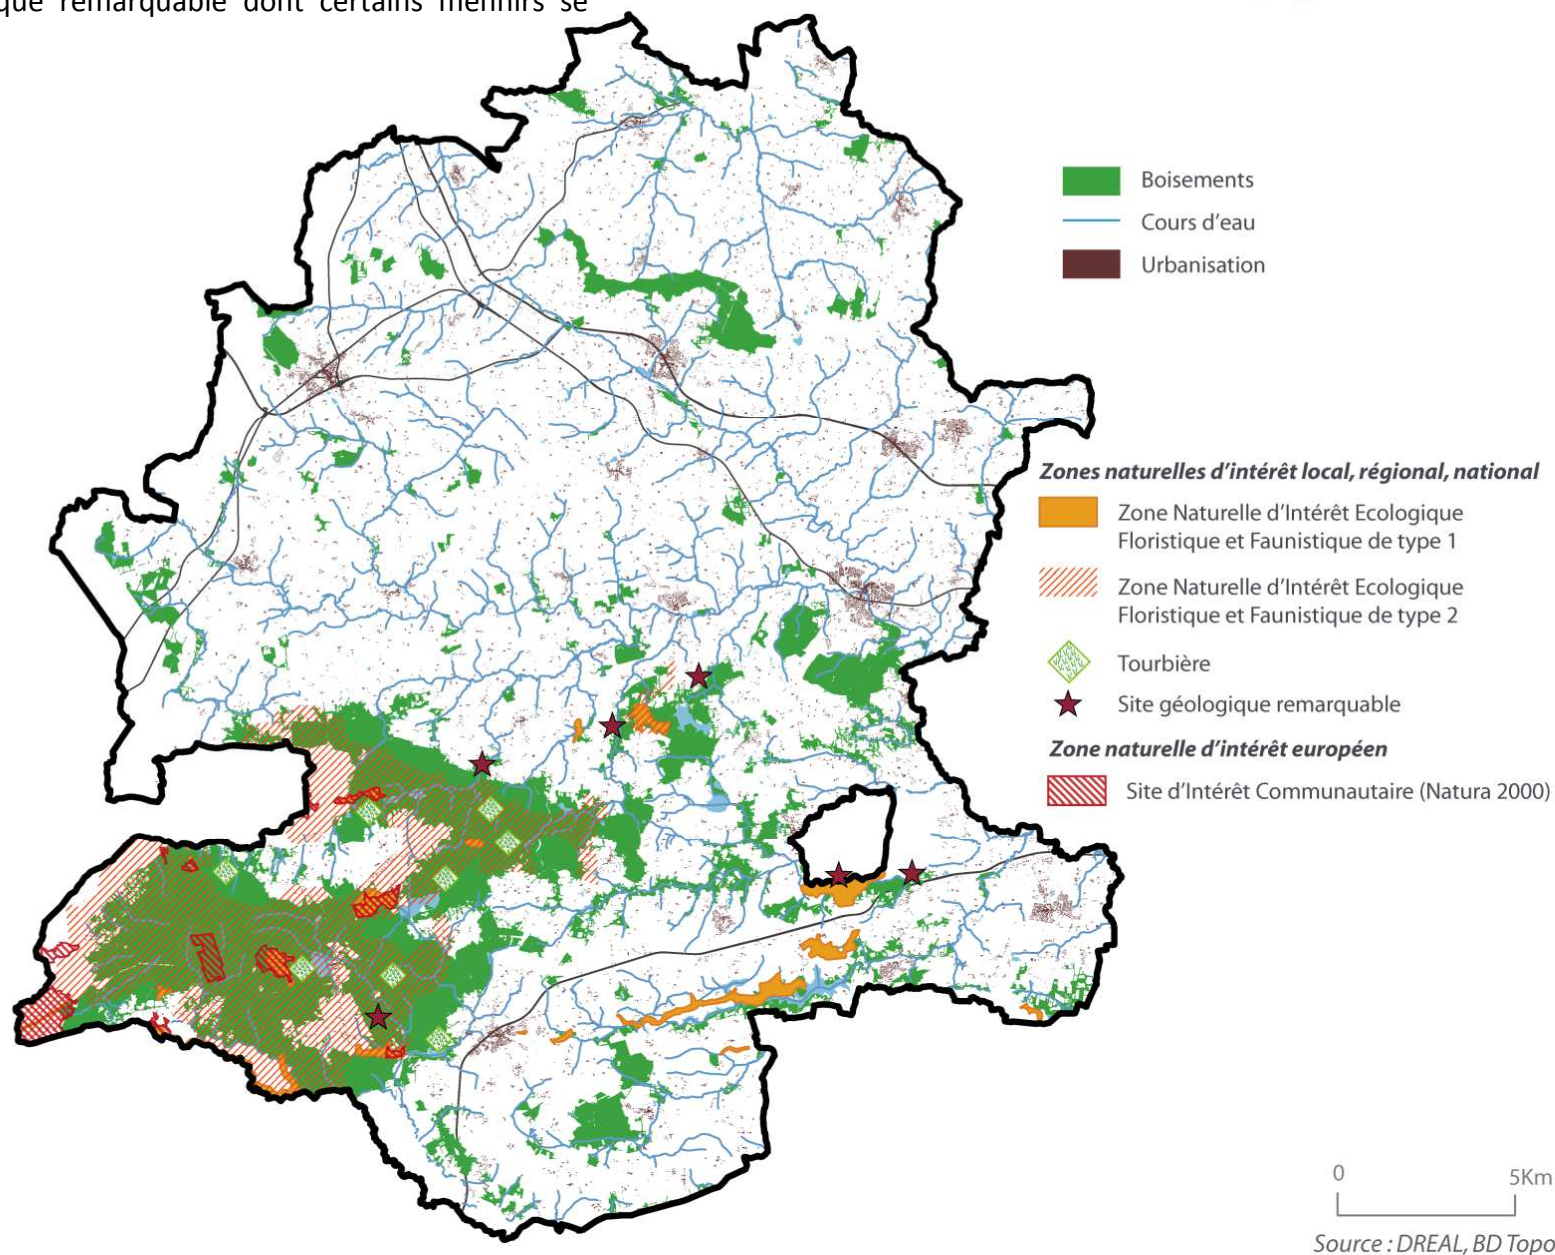 que remarquable dont certains menhirs se
Boisements
Cours d'eau
Urbanisation
Zones naturelles d'intérêt local, régional, national
Zone Naturelle d'Intérêt Ecologique
Floristique et Faunistique de type 1
Zone Naturelle d'Intérêt Ecologique
Floristique et Faunistique de type 2
Tourbière
Site géologique remarquable
Zone naturelle d'intérêt européen
Site d'Intérêt Communautaire (Natura 2000)
0 5Km
Source : DREAL, BD Topo